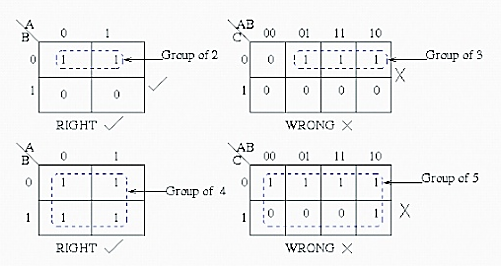 A
B
0 1
0 1 1
Group of 2
1 0 0
RIGHT
AB
C
00 01 11 10
0 0 1 1 1
Group of 3
1 0 0 0 0
WRONG
A
B
0 1
0 1 1
Group of 4
1 1 1
RIGHT
AB
C
00 01 11 10
0 1 1 1 1
Group of 5
1 0 0 0 1
WRONG